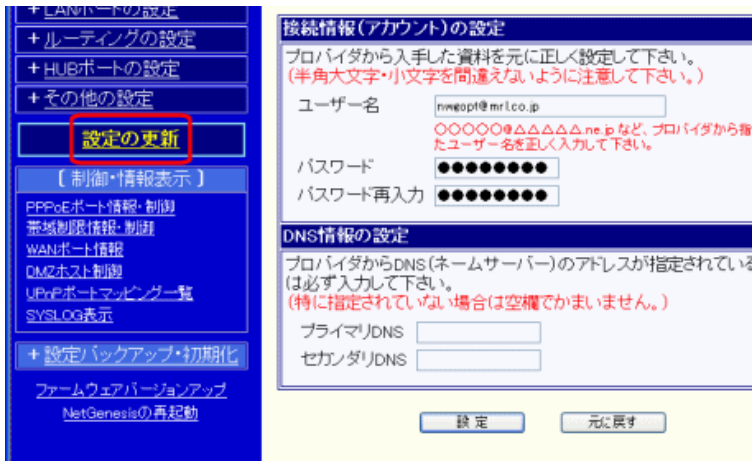 +LANポートの設定
+ルーティングの設定
+HUBポートの設定
+その他の設定
設定の更新
[制御・情報表示]
PPPoEポート情報・制御
帯域制限情報・制御
WANポート情報
DMZホスト制御
UPnPポートマッピング一覧
SYSLOG表示
+設定バックアップ・初期化
ファームウェアバージョンアップ
NetGenesisの再起動
接続情報(アカウント)の設定
プロバイダから入手した資料を元に正しく設定して下さい。
(半角大文字・小文字を間違えないように注意して下さい。)
ユーザー名
nwgopt@mrl.co.jp
○○○○○@△△△△△.ne.jpなど、プロバイダから指
たユーザー名を正しく入力して下さい。
パスワード ●●●●●●●●
パスワード再入力 ●●●●●●●●
DNS情報の設定
プロバイダからDNS(ネームサーバー)のアドレスが指定されている
は必ず入力して下さい。
(特に指定されていない場合は空欄でかまいません。)
プライマリDNS
セカンダリDNS
設 定
元に戻す